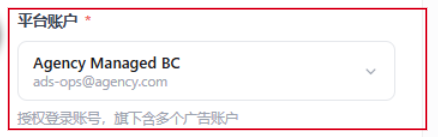 平台账户 *
Agency Managed BC
ads-ops@agency.com
授权登录账号，旗下含多个广告账户